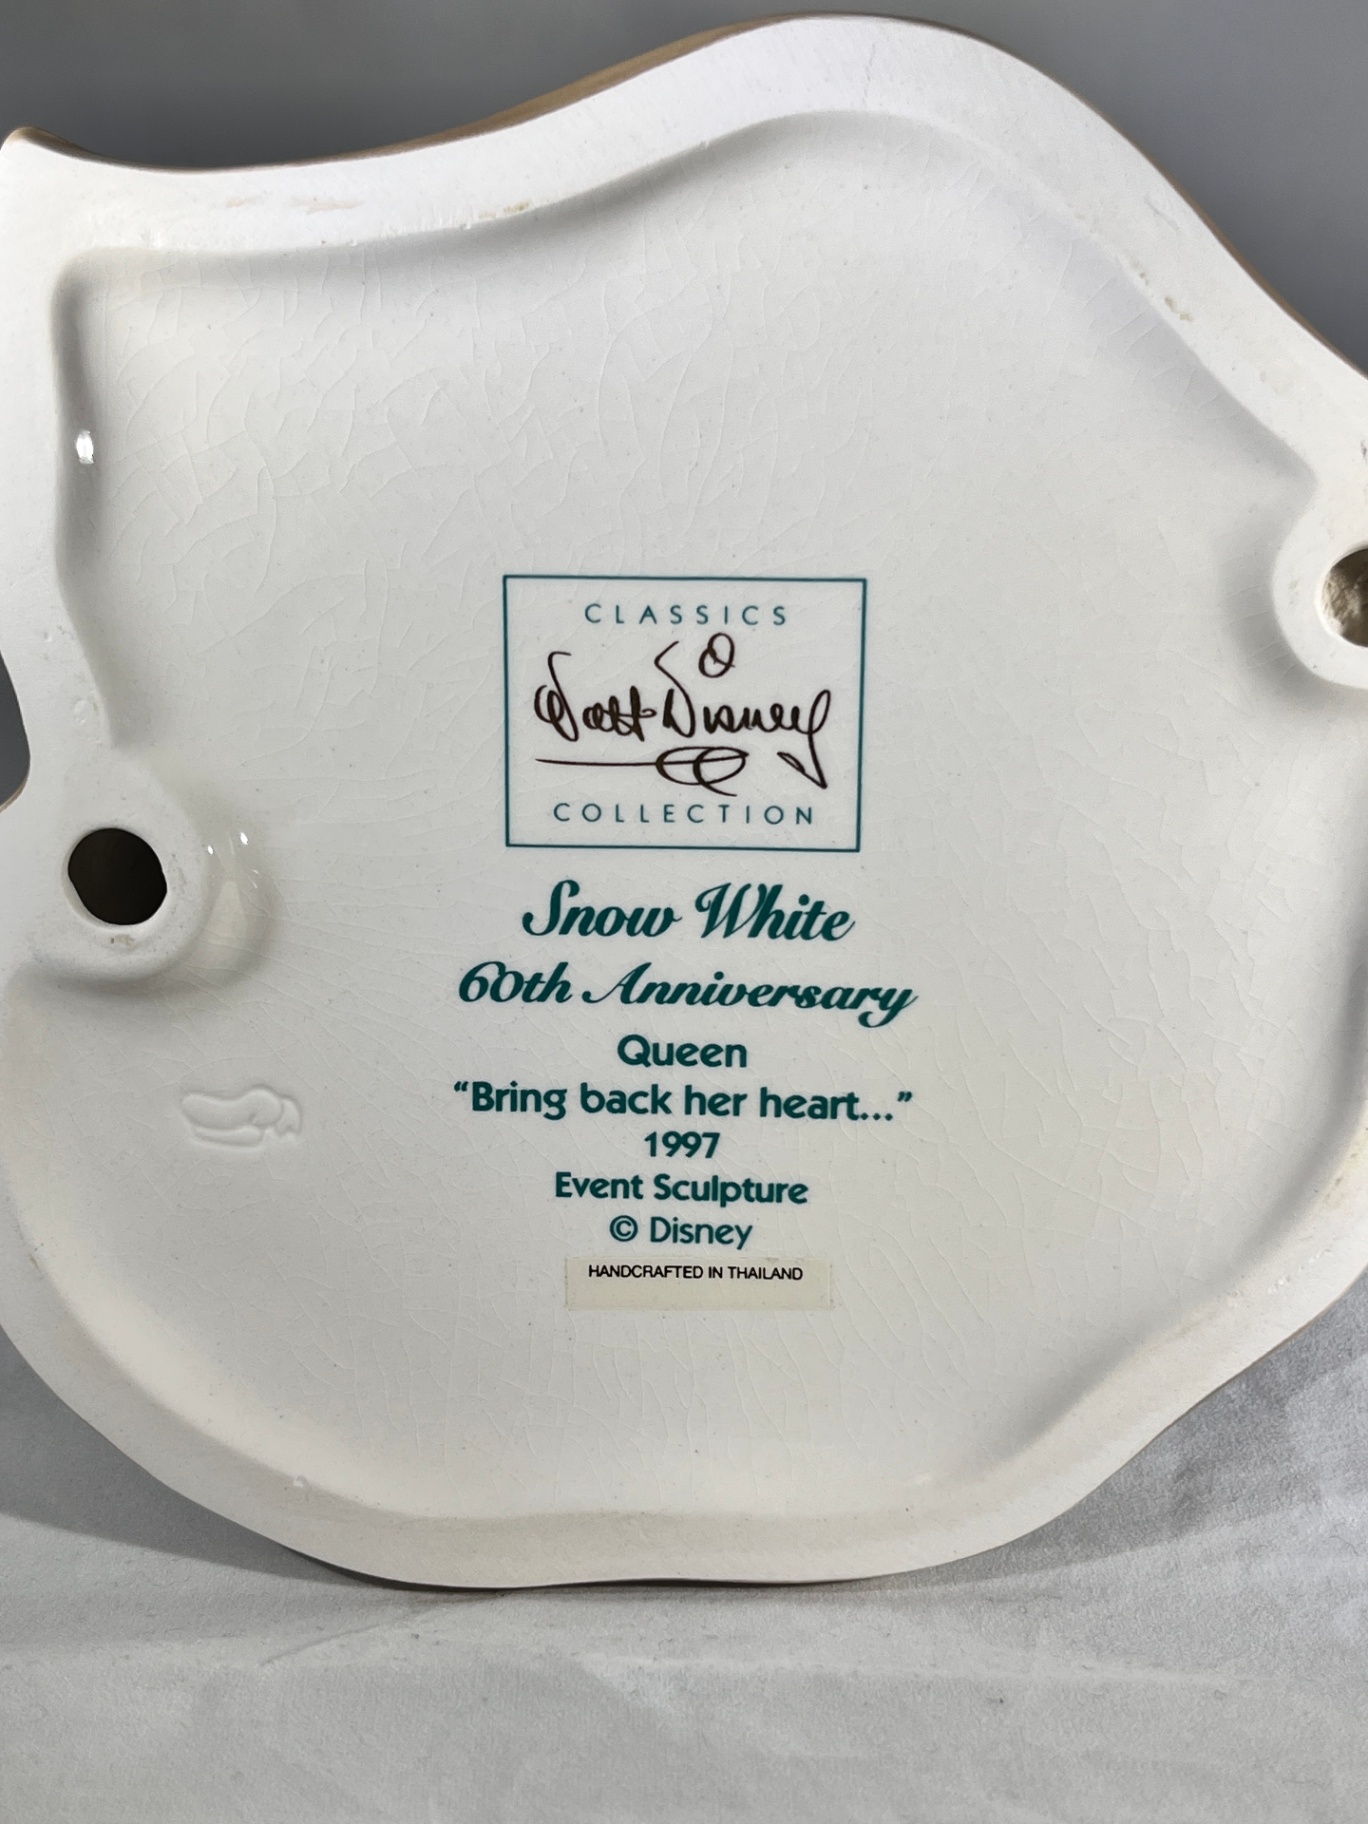 CLASSICS
Walt Disney
COLLECTION
Snow White
60th Anniversary
Queen
“Bring back her heart...”
1997
Event Sculpture
© Disney
HANDCRAFTED IN THAILAND